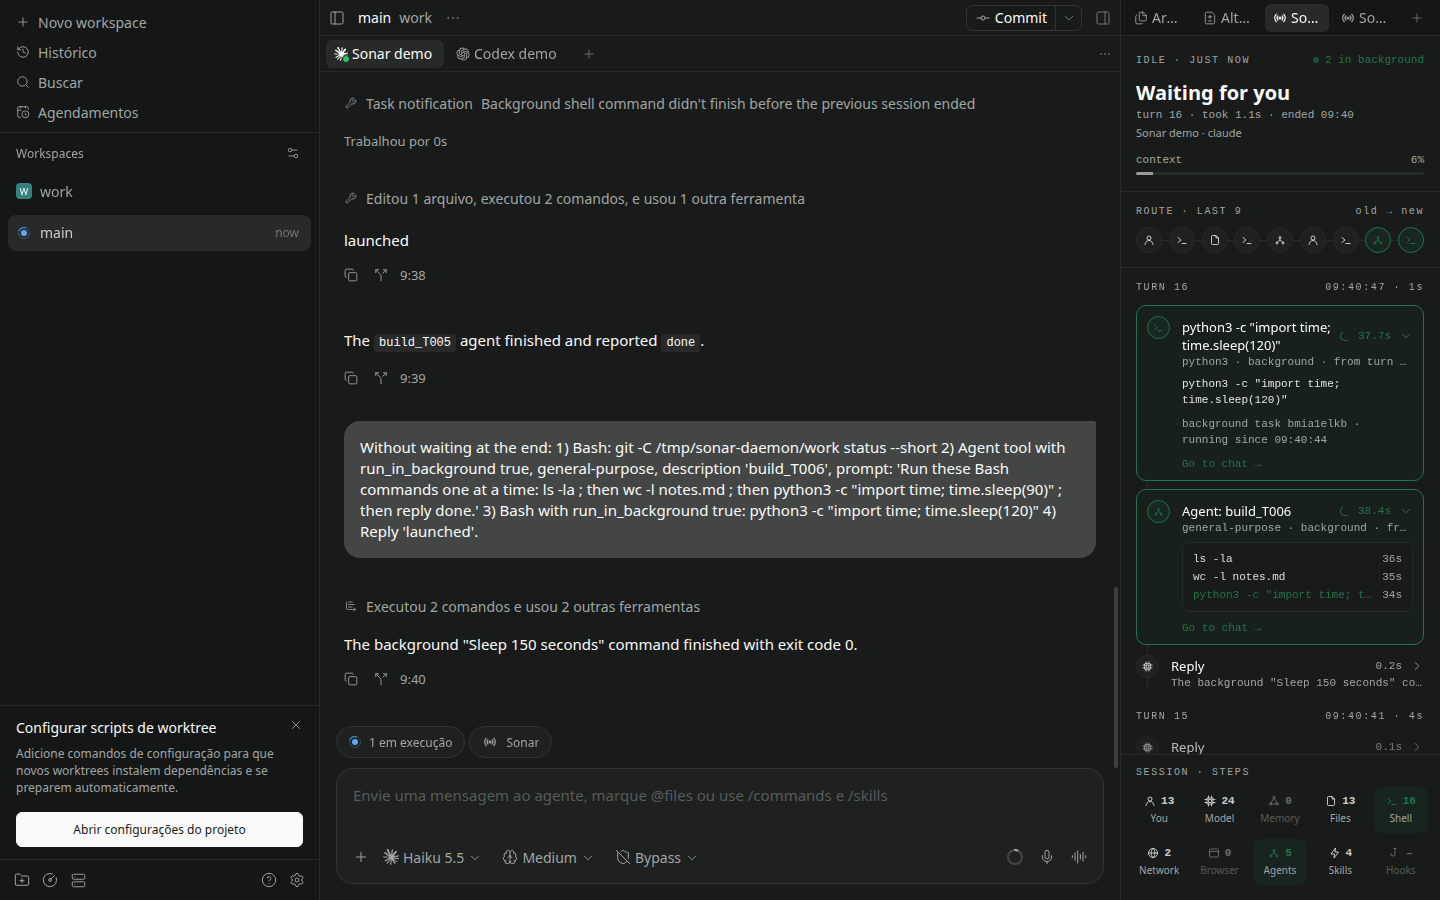 Novo workspace
Histórico
Buscar
Agendamentos
Workspaces
W work
main now
Configurar scripts de worktree
Adicione comandos de configuração para que
novos worktrees instalem dependências e se
preparem automaticamente.
Abrir configurações do projeto
main work
Commit
Sonar demo
Codex demo
Task notification Background shell command didn't finish before the previous session ended
Trabalhou por 0s
Editou 1 arquivo, executou 2 comandos, e usou 1 outra ferramenta
launched
9:38
The build_T005 agent finished and reported done.
9:39
Without waiting at the end: 1) Bash: git -C /tmp/sonar-daemon/work status --short 2) Agent tool with
run_in_background true, general-purpose, description 'build_T006', prompt: 'Run these Bash
commands one at a time: ls -la ; then wc -l notes.md ; then python3 -c "import time; time.sleep(90)" ;
then reply done.' 3) Bash with run_in_background true: python3 -c "import time; time.sleep(120)" 4)
Reply 'launched'.
Executou 2 comandos e usou 2 outras ferramentas
The background "Sleep 150 seconds" command finished with exit code 0.
9:40
1 em execução
Sonar
Envie uma mensagem ao agente, marque @files ou use /commands e /skills
Haiku 5.5
Medium
Bypass
Ar...
Alt...
So...
So...
IDLE · JUST NOW
2 in background
Waiting for you
turn 16 · took 1.1s · ended 09:40
Sonar demo · claude
context 6%
ROUTE · LAST 9 old → new
TURN 16 09:40:47 · 1s
python3 -c "import time;
time.sleep(120)"
37.7s
python3 · background · from turn …
python3 -c "import time;
time.sleep(120)"
background task bmia1elkb ·
running since 09:40:44
Go to chat →
Agent: build_T006 38.4s
general-purpose · background · fr…
ls -la 36s
wc -l notes.md 35s
python3 -c "import time; t… 34s
Go to chat →
Reply 0.2s
The background "Sleep 150 seconds" co…
TURN 15 09:40:41 · 4s
Reply 0.1s
SESSION · STEPS
13 You
24 Model
0 Memory
13 Files
16 Shell
2 Network
0 Browser
5 Agents
4 Skills
– Hooks